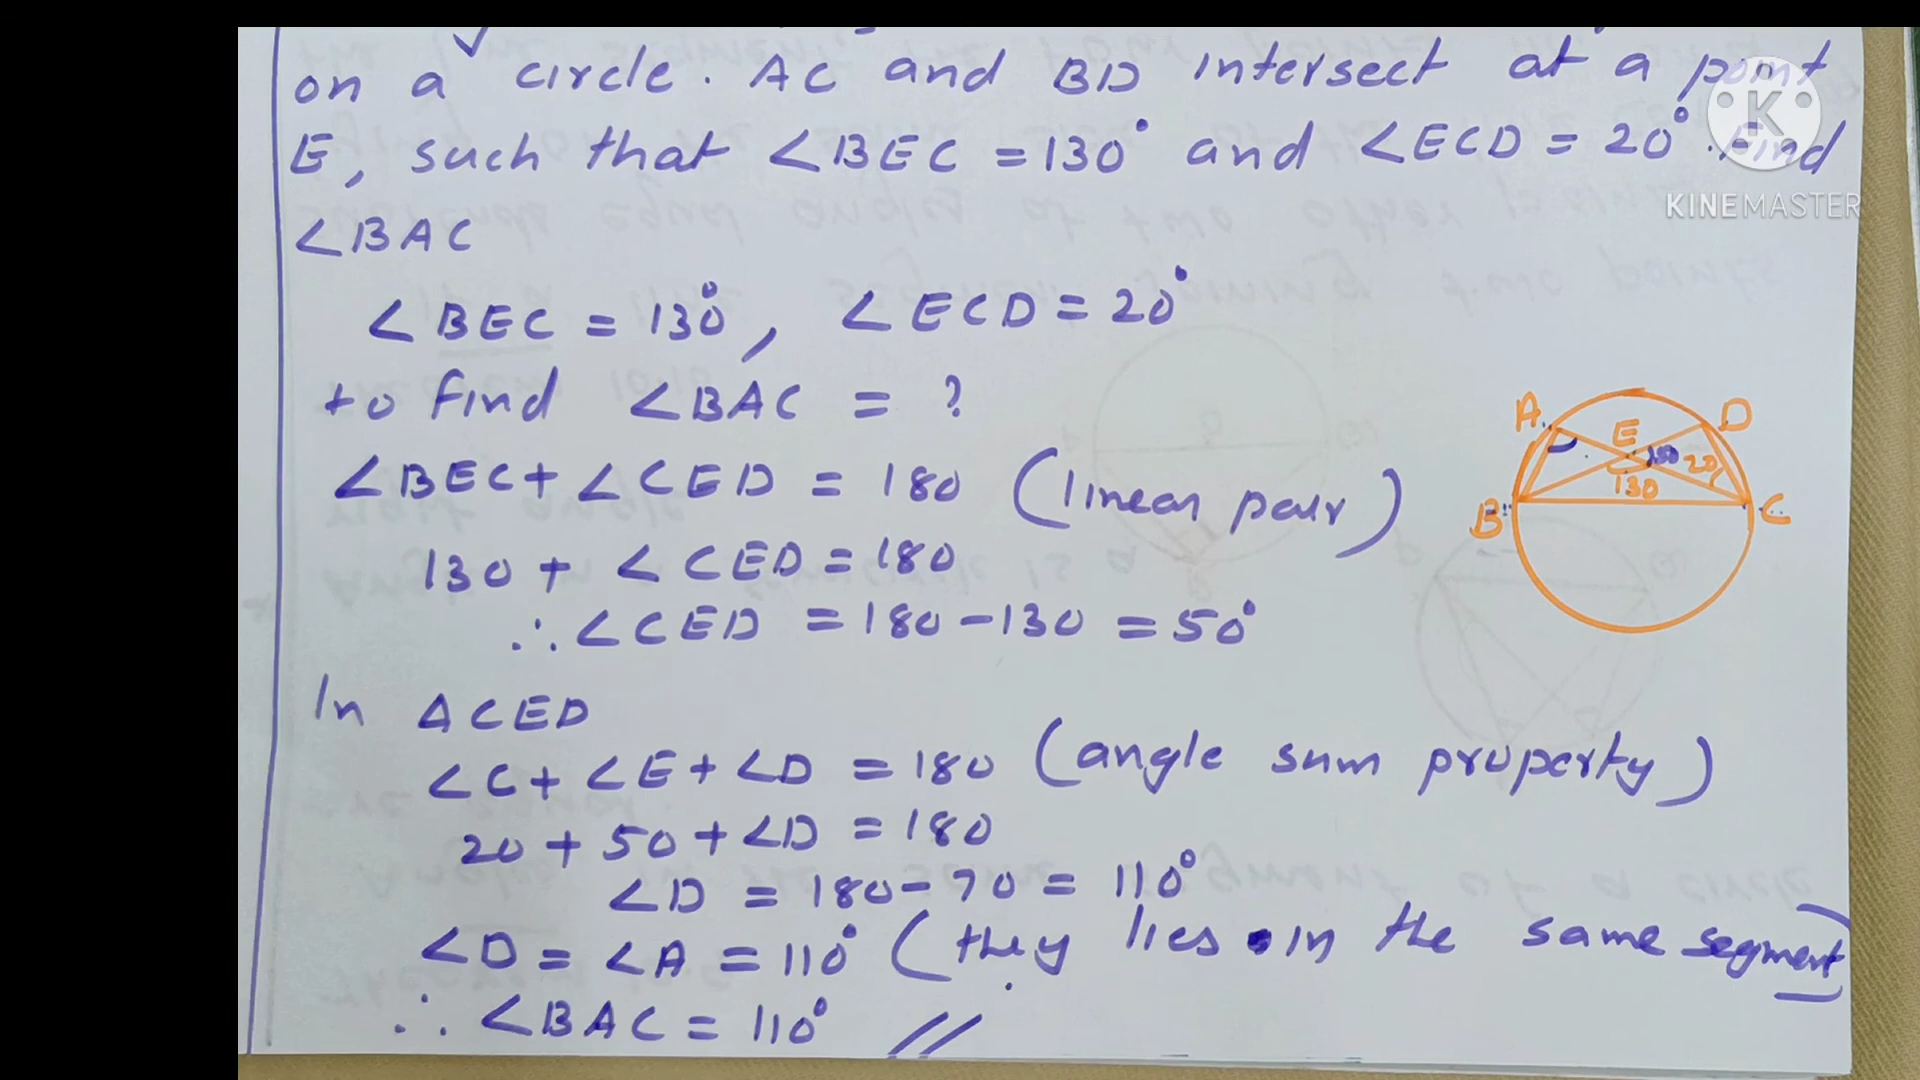 on a circle. AC and BD intersect at a point
E, such that ∠BEC = 130° and ∠ECD = 20°. Find
KINEMASTER
∠BAC
∠BEC = 130°, ∠ECD = 20°
to find ∠BAC = ?
∠BEC + ∠CED = 180 (linear pair)
130 + ∠CED = 180
∴ ∠CED = 180 - 130 = 50°
In ΔCED
∠C + ∠E + ∠D = 180 (angle sum property)
20 + 50 + ∠D = 180
∠D = 180 - 70 = 110°
∠D = ∠A = 110° (they lies in the same segment)
∴ ∠BAC = 110° //
A E D
20
130
B C
K